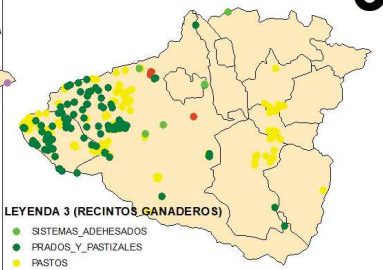 LEYENDA 3 (RECINTOS GANADEROS)
SISTEMAS_ADEHESADOS
PRADOS_Y_PASTIZALES
PASTOS